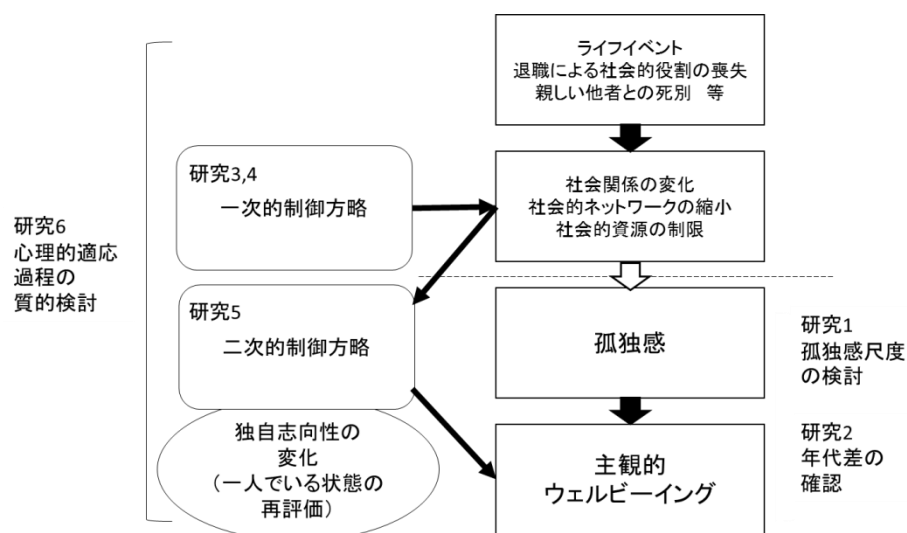 ライフイベント
退職による社会的役割の喪失
親しい他者との死別　等
研究3,4
一次的制御方略
社会関係の変化
社会的ネットワークの縮小
社会的資源の制限
研究6
心理的適応
過程の
質的検討
研究5
二次的制御方略
孤独感
研究1
孤独感尺度
の検討
独自志向性の
変化
（一人でいる状態の
再評価）
主観的
ウェルビーイング
研究2
年代差の
確認